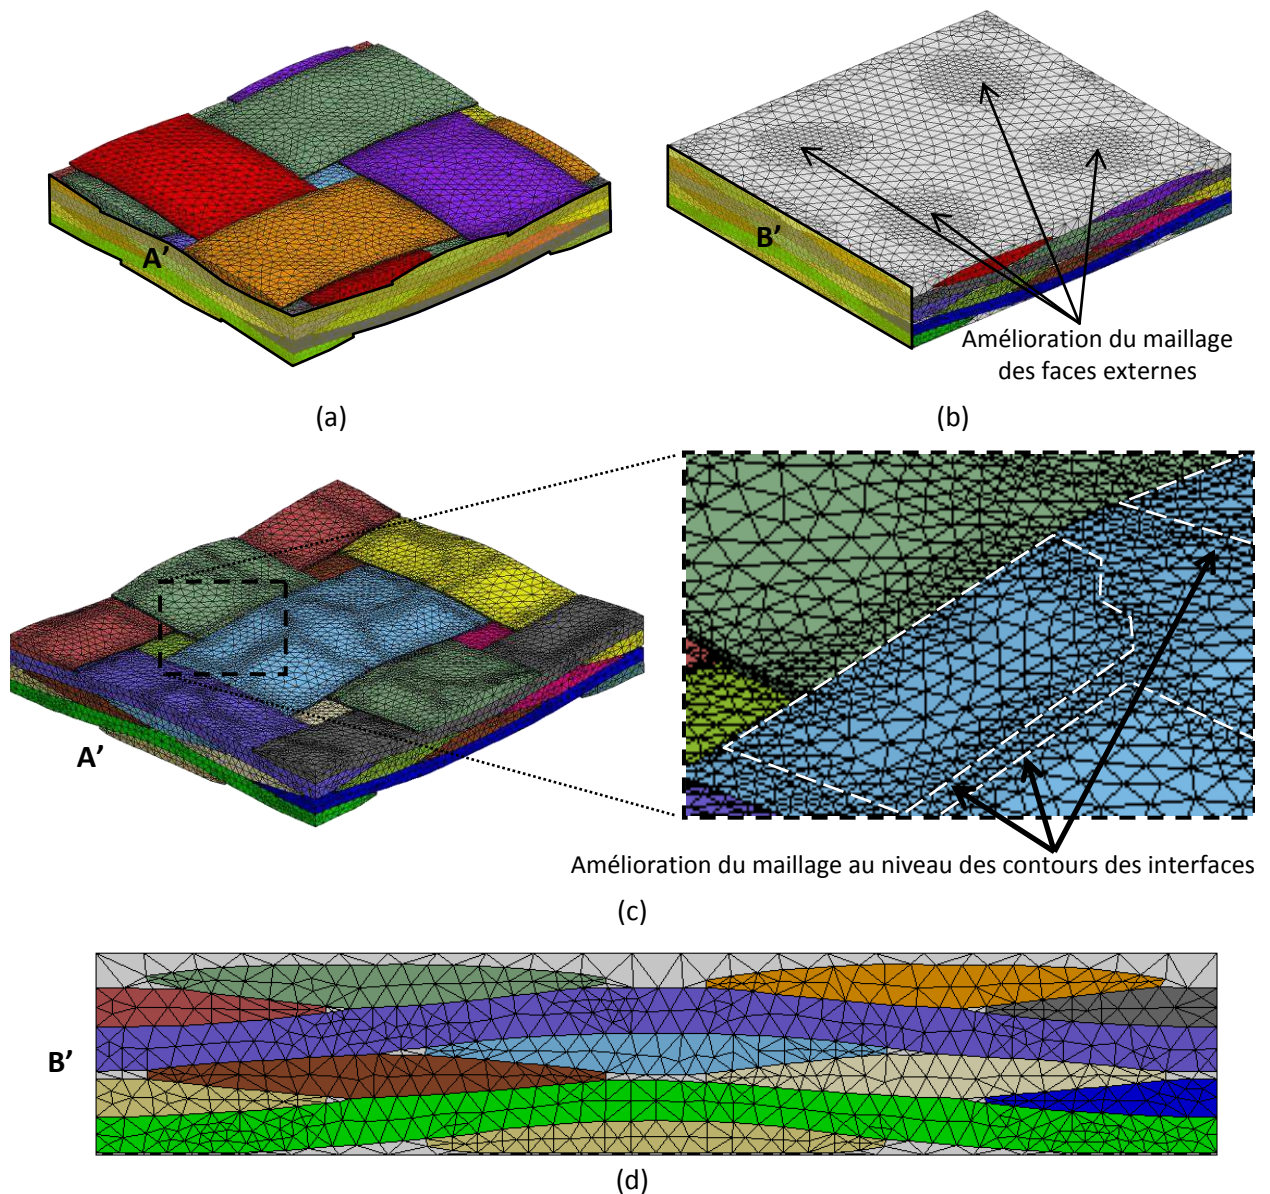 A’
B’
Amélioration du maillage
des faces externes
(a)
(b)
A’
Amélioration du maillage au niveau des contours des interfaces
(c)
B’
(d)